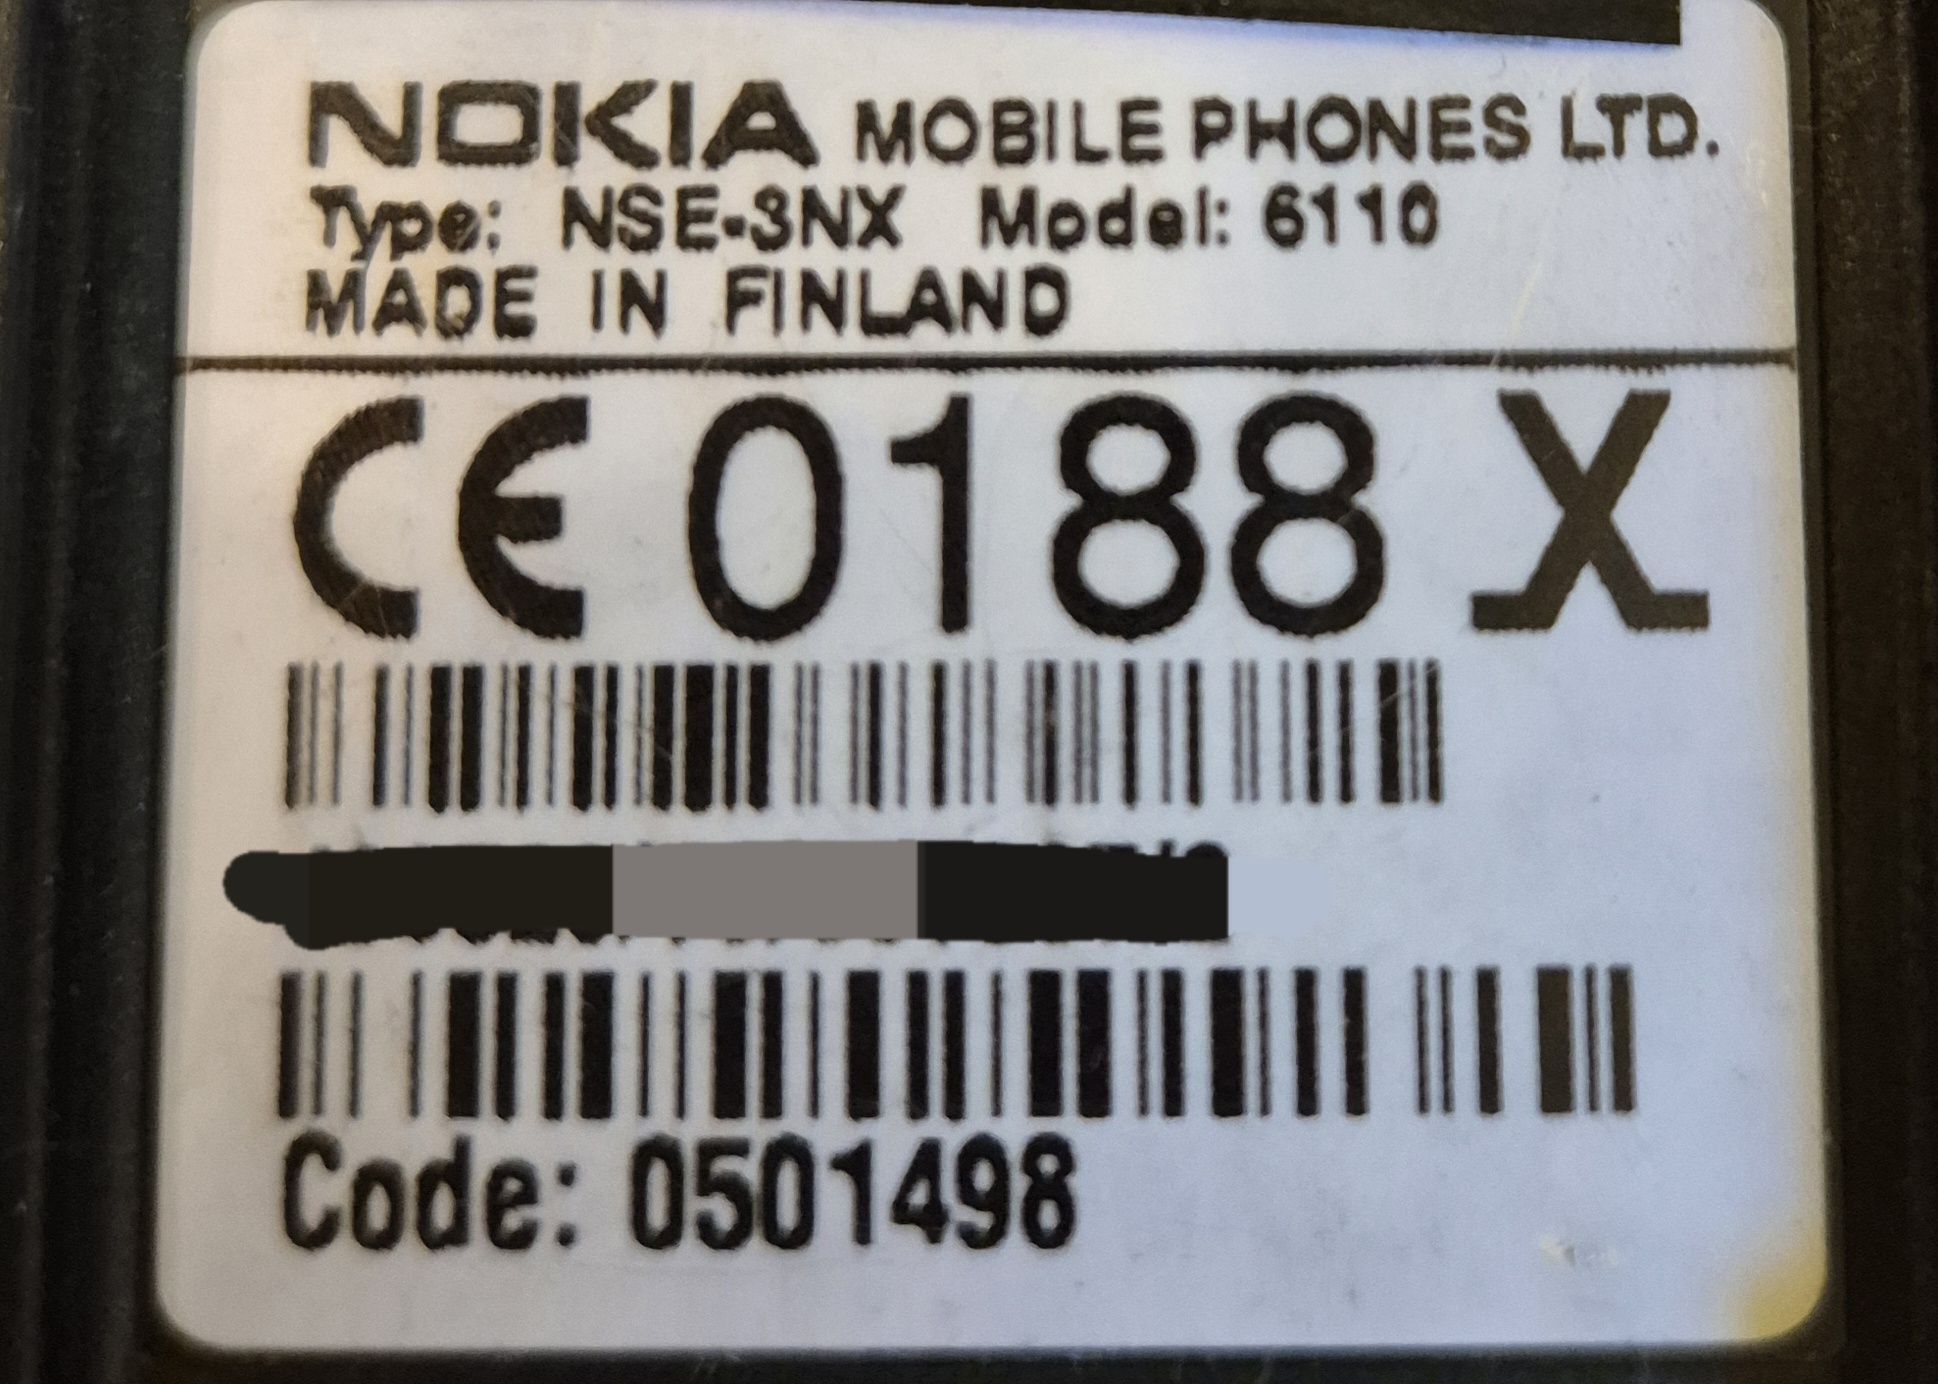 NOKIA MOBILE PHONES LTD.
Type: NSE-3NX Model: 6110
MADE IN FINLAND
CE 0188 X
Code: 0501498